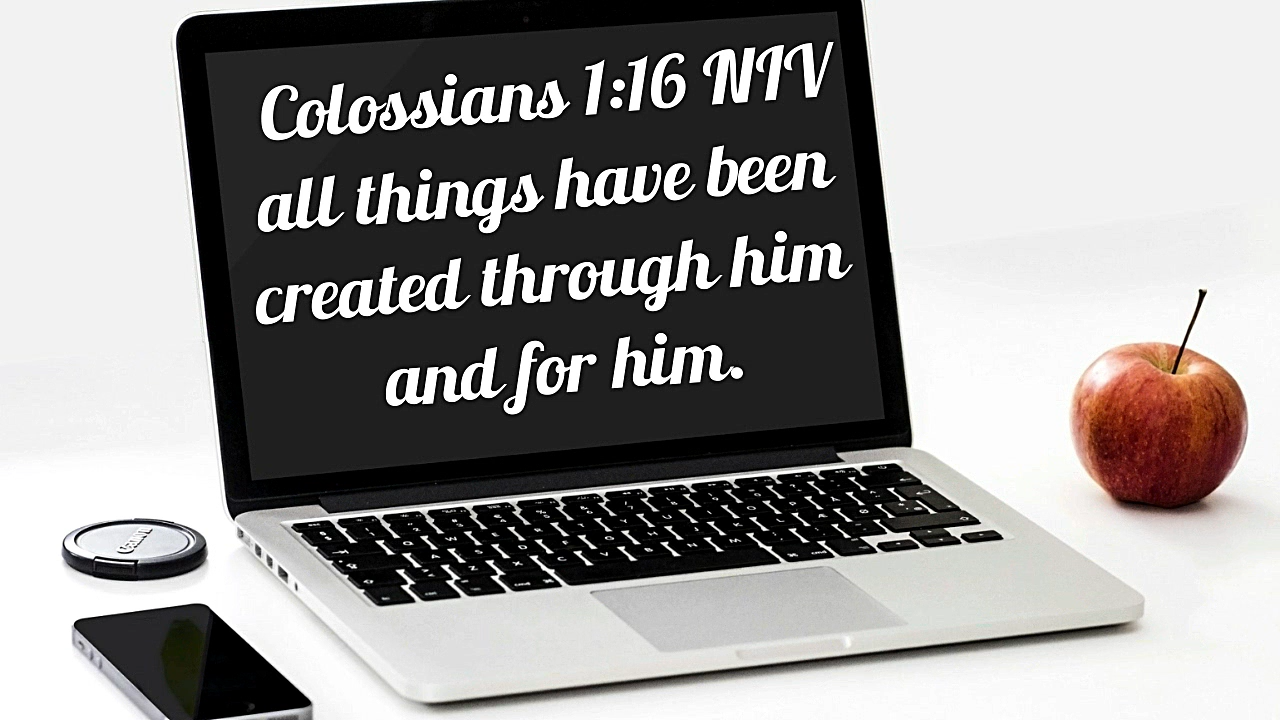 Colossians 1:16 NIV
all things have been
created through him
and for him.